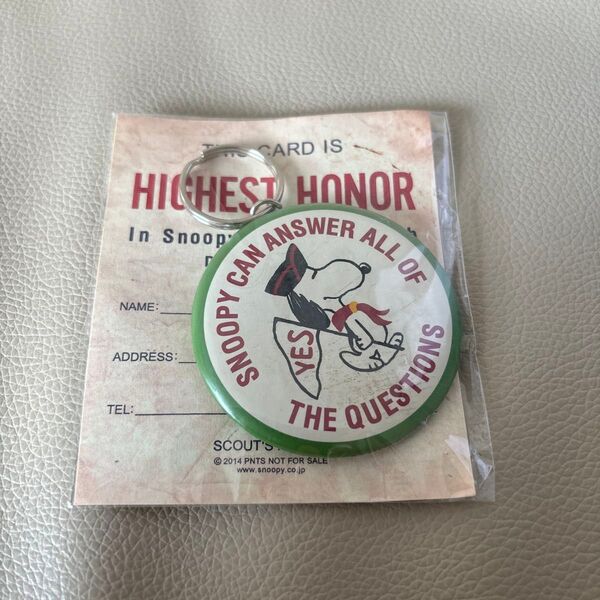 THIS CARD IS
HIGHEST HONOR
In
NAME:
ADDRESS:
TEL:
SCOUT'S
© 2014 PNTS NOT FOR SALE
www.snoopy.co.jp
SNOOPY CAN ANSWER ALL OF
THE QUESTIONS
YES